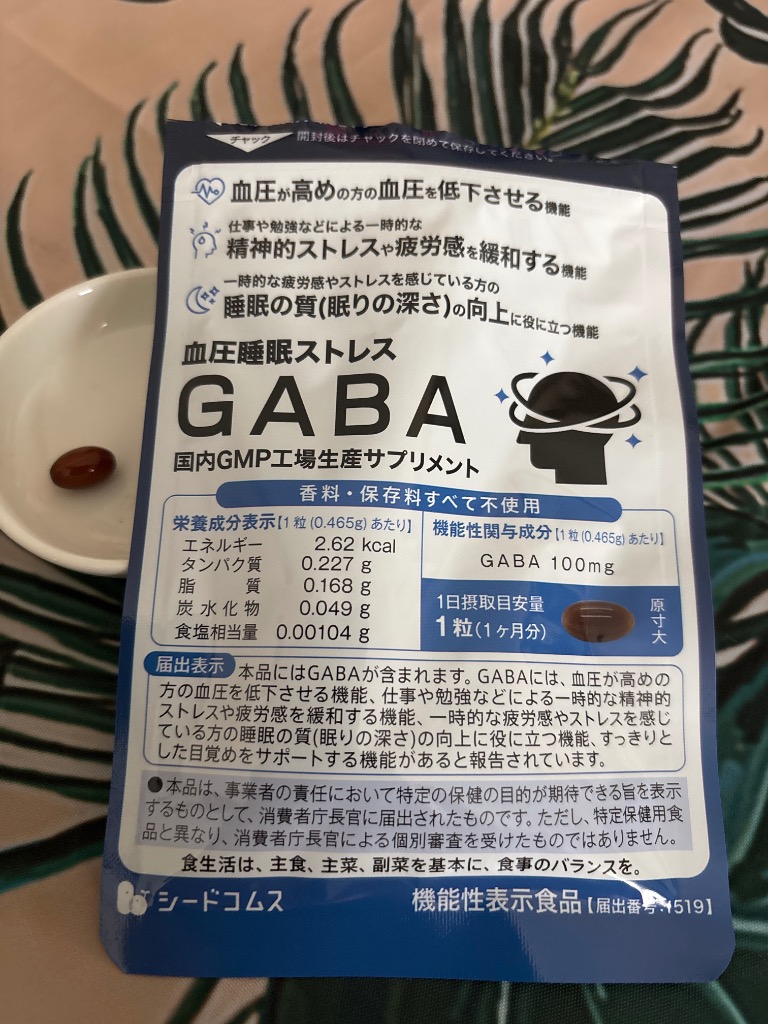 チャック
開封後はチャックを閉めて保存してください。
血圧が高めの方の血圧を低下させる機能
仕事や勉強などによる一時的な
精神的ストレスや疲労感を緩和する機能
一時的な疲労感やストレスを感じている方の
睡眠の質(眠りの深さ)の向上に役に立つ機能
血圧睡眠ストレス
GABA
国内GMP工場生産サプリメント
香料・保存料すべて不使用
栄養成分表示【1粒(0.465g)あたり】
エネルギー 2.62 kcal
タンパク質 0.227 g
脂質 0.168 g
炭水化物 0.049 g
食塩相当量 0.00104 g
機能性関与成分【1粒(0.465g)あたり】
GABA 100mg
1日摂取目安量
1粒(1ヶ月分)
原寸大
届出表示 本品にはGABAが含まれます。GABAには、血圧が高めの
方の血圧を低下させる機能、仕事や勉強などによる一時的な精神的
ストレスや疲労感を緩和する機能、一時的な疲労感やストレスを感じ
ている方の睡眠の質(眠りの深さ)の向上に役に立つ機能、すっきりと
した目覚めをサポートする機能があると報告されています。
●本品は、事業者の責任において特定の保健の目的が期待できる旨を表示
するものとして、消費者庁長官に届出されたものです。ただし、特定保健用食
品と異なり、消費者庁長官による個別審査を受けたものではありません。
食生活は、主食、主菜、副菜を基本に、食事のバランスを。
シードコムス
機能性表示食品【届出番号: